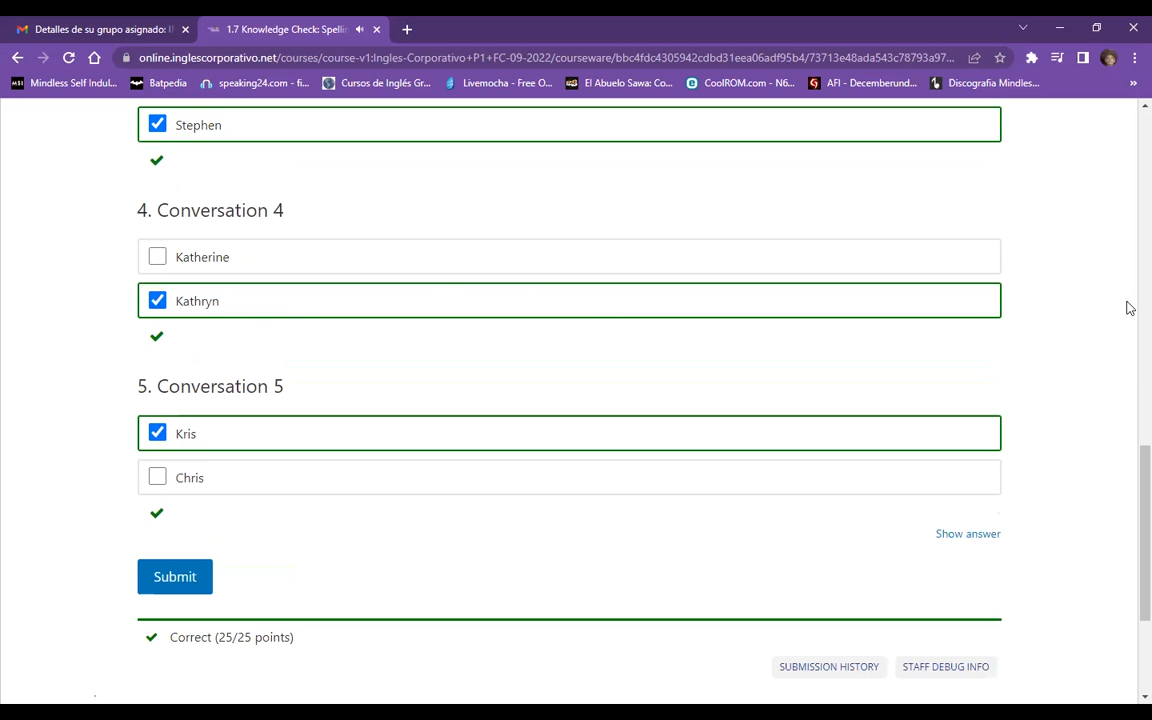 Detalles de su grupo asignado: I
1.7 Knowledge Check: Spelli
online.inglescorporativo.net/courses/course-v1:Ingles-Corporativo+P1+FC-09-2022/courseware/bbc4fdc4305942cdbd31eea06adf95b4/73713e48ada543c78793a97...
Mindless Self Indul...
Batpedia
speaking24.com - fi...
Cursos de Inglés Gr...
Livemocha - Free O...
El Abuelo Sawa: Co...
CoolROM.com - N6...
AFI - Decemberund...
Discografia Mindles...
»
Stephen
4. Conversation 4
Katherine
Kathryn
5. Conversation 5
Kris
Chris
Show answer
Submit
Correct (25/25 points)
SUBMISSION HISTORY
STAFF DEBUG INFO